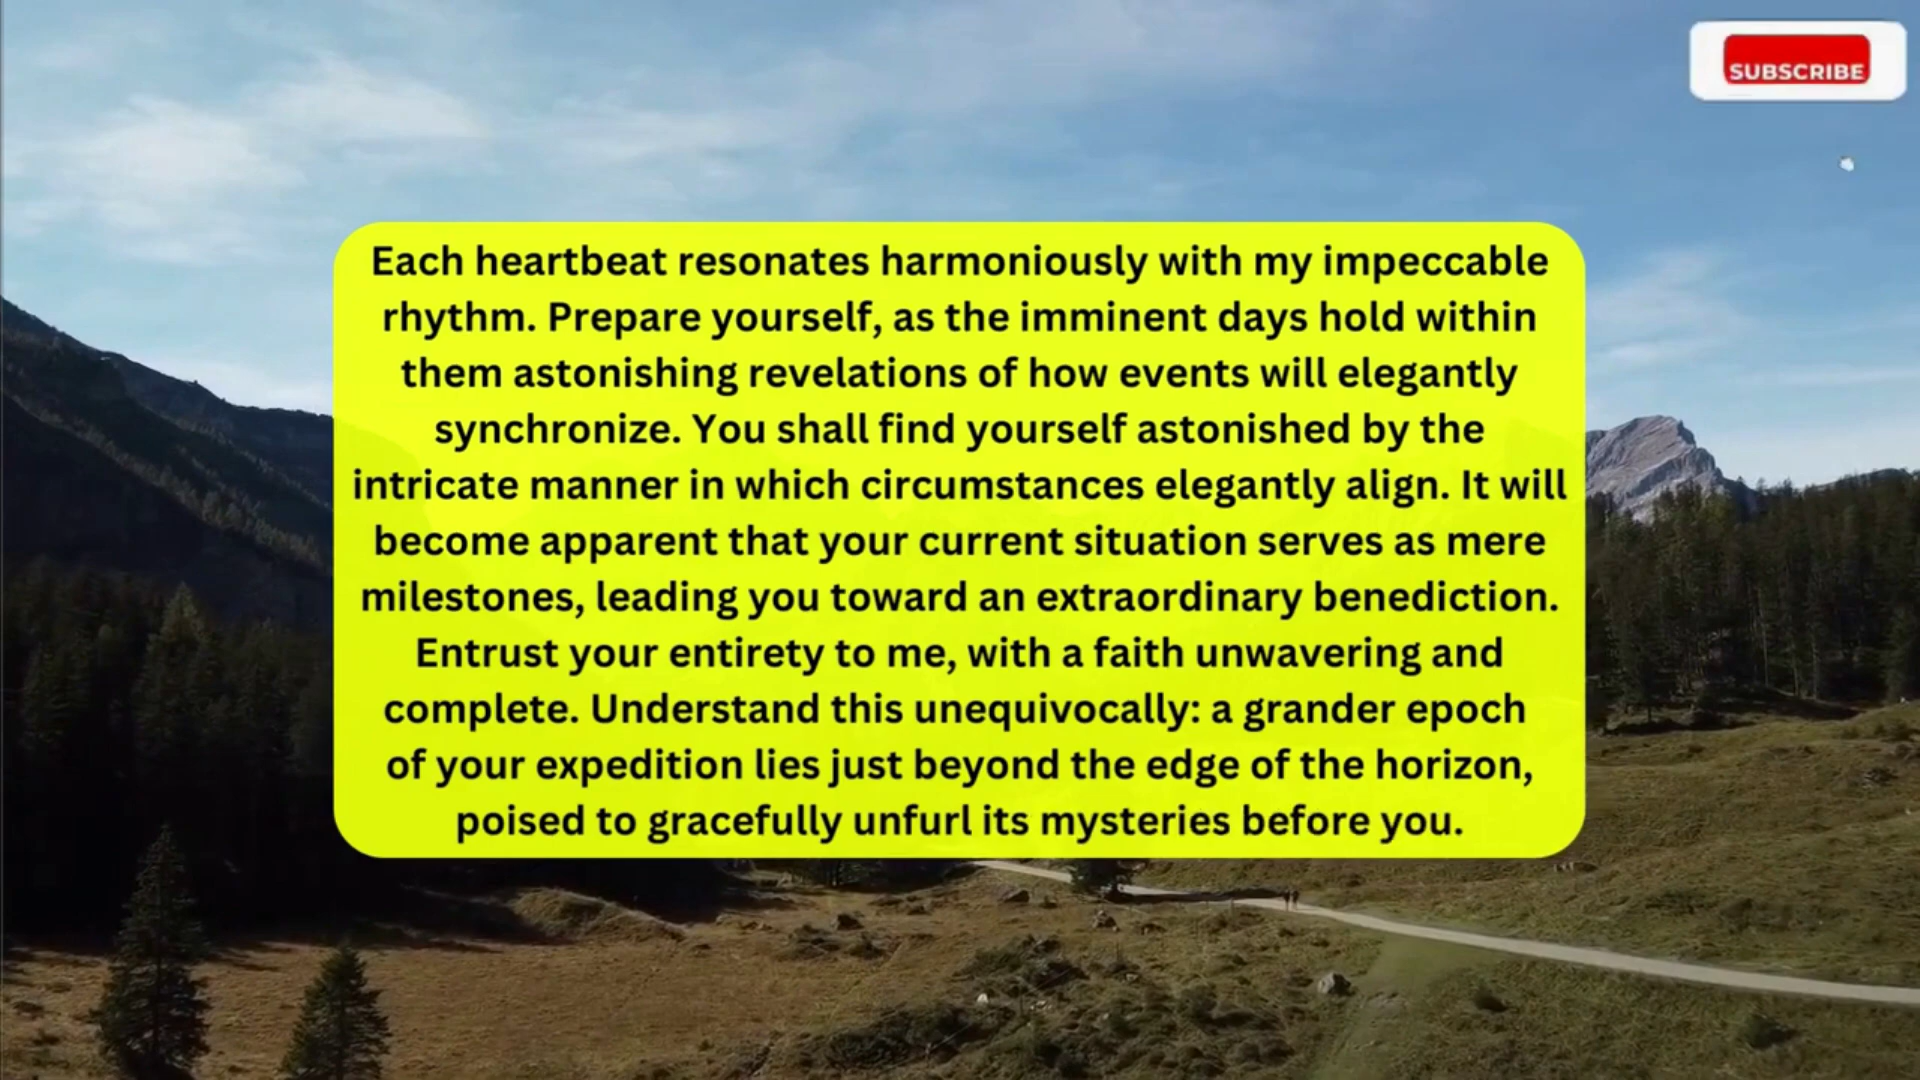 SUBSCRIBE
Each heartbeat resonates harmoniously with my impeccable
rhythm. Prepare yourself, as the imminent days hold within
them astonishing revelations of how events will elegantly
synchronize. You shall find yourself astonished by the
intricate manner in which circumstances elegantly align. It will
become apparent that your current situation serves as mere
milestones, leading you toward an extraordinary benediction.
Entrust your entirety to me, with a faith unwavering and
complete. Understand this unequivocally: a grander epoch
of your expedition lies just beyond the edge of the horizon,
poised to gracefully unfurl its mysteries before you.